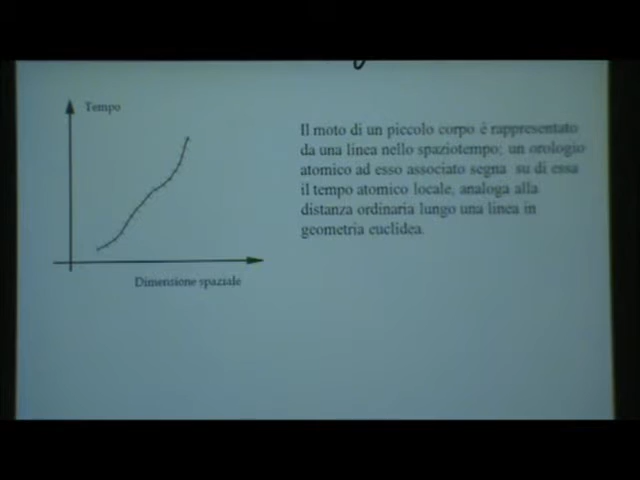 Tempo
Il moto di un piccolo corpo è rappresentato
da una linea nello spaziotempo; un orologio
atomico ad esso associato segna su di essa
il tempo atomico locale, analoga alla
distanza ordinaria lungo una linea in
geometria euclidea.
Dimensione spaziale